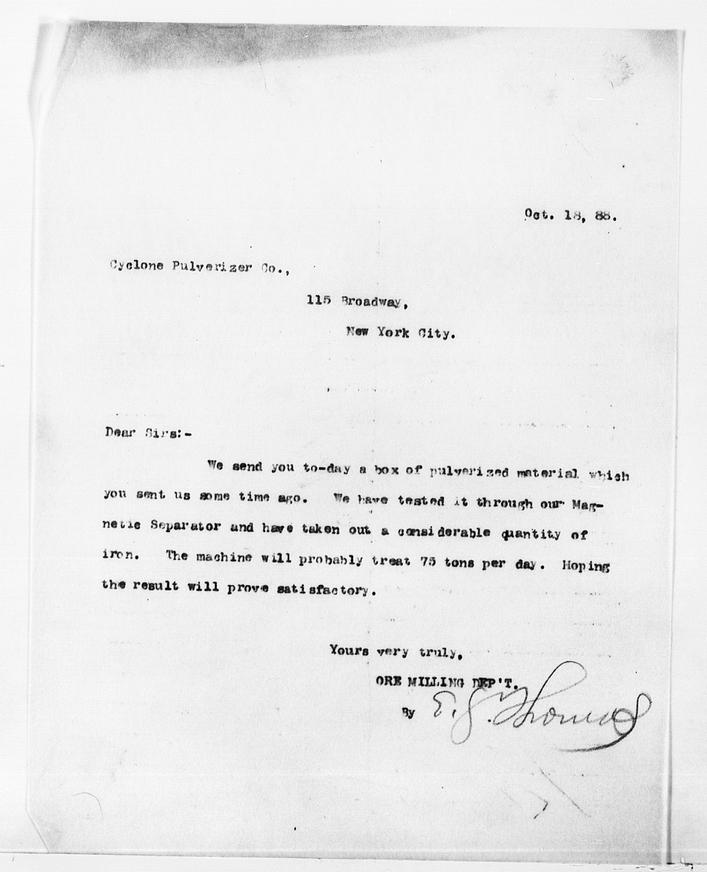 Oct. 18, 88.
Cyclone Pulverizer Co.,
115 Broadway,
New York City.
Dear Sirs:-
We send you to-day a box of pulverized material which
you sent us some time ago. We have tested it through our Mag-
netic Separator and have taken out a considerable quantity of
iron. The machine will probably treat 75 tons per day. Hoping
the result will prove satisfactory.
Yours very truly,
ORE MILLING DEP'T.
By E. G. Thomas